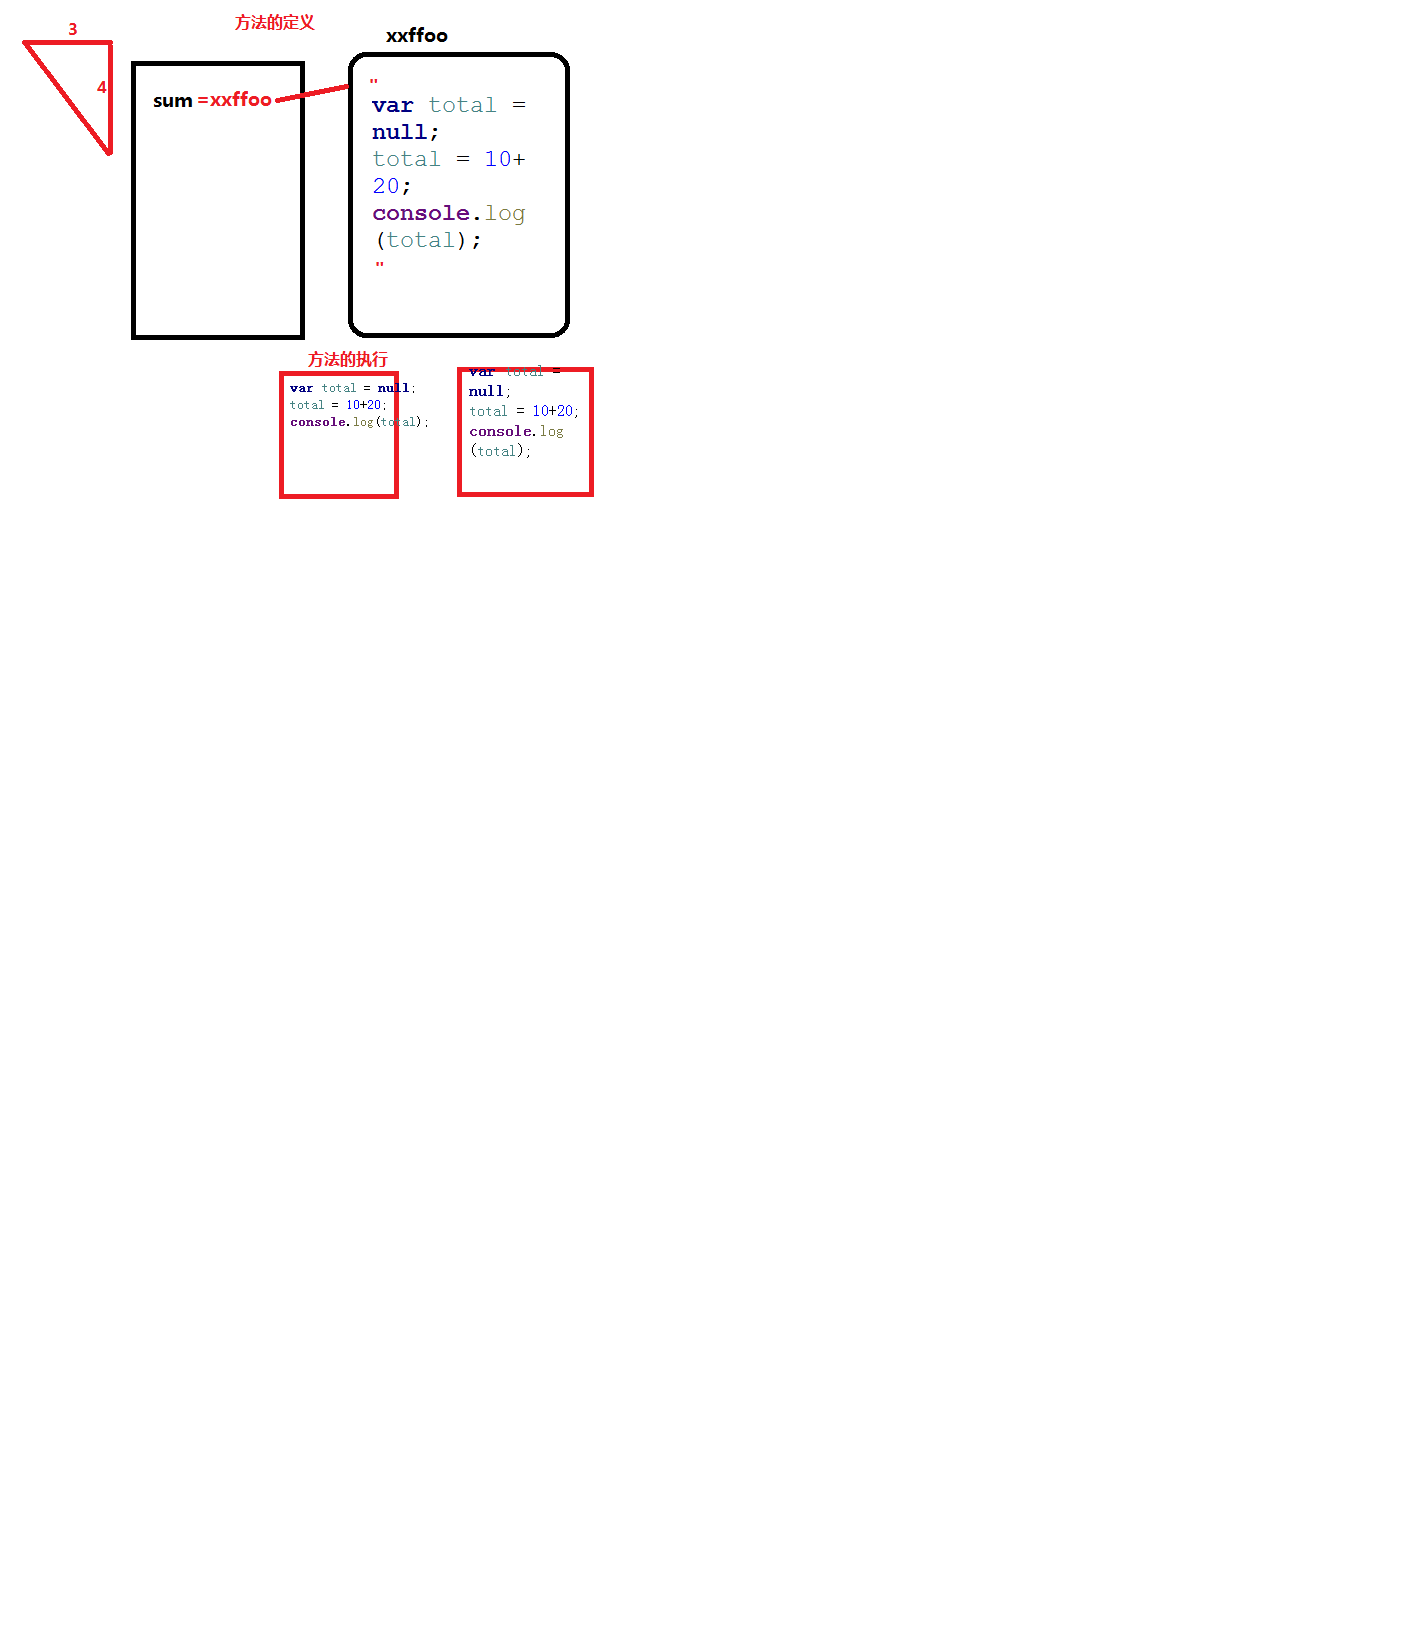 方法的定义
3
4
sum =xxffoo
xxffoo
"
var total =
null;
total = 10+
20;
console.log
(total);
"
方法的执行
var total = null;
total = 10+20;
console.log(total);
var total =
null;
total = 10+20;
console.log
(total);